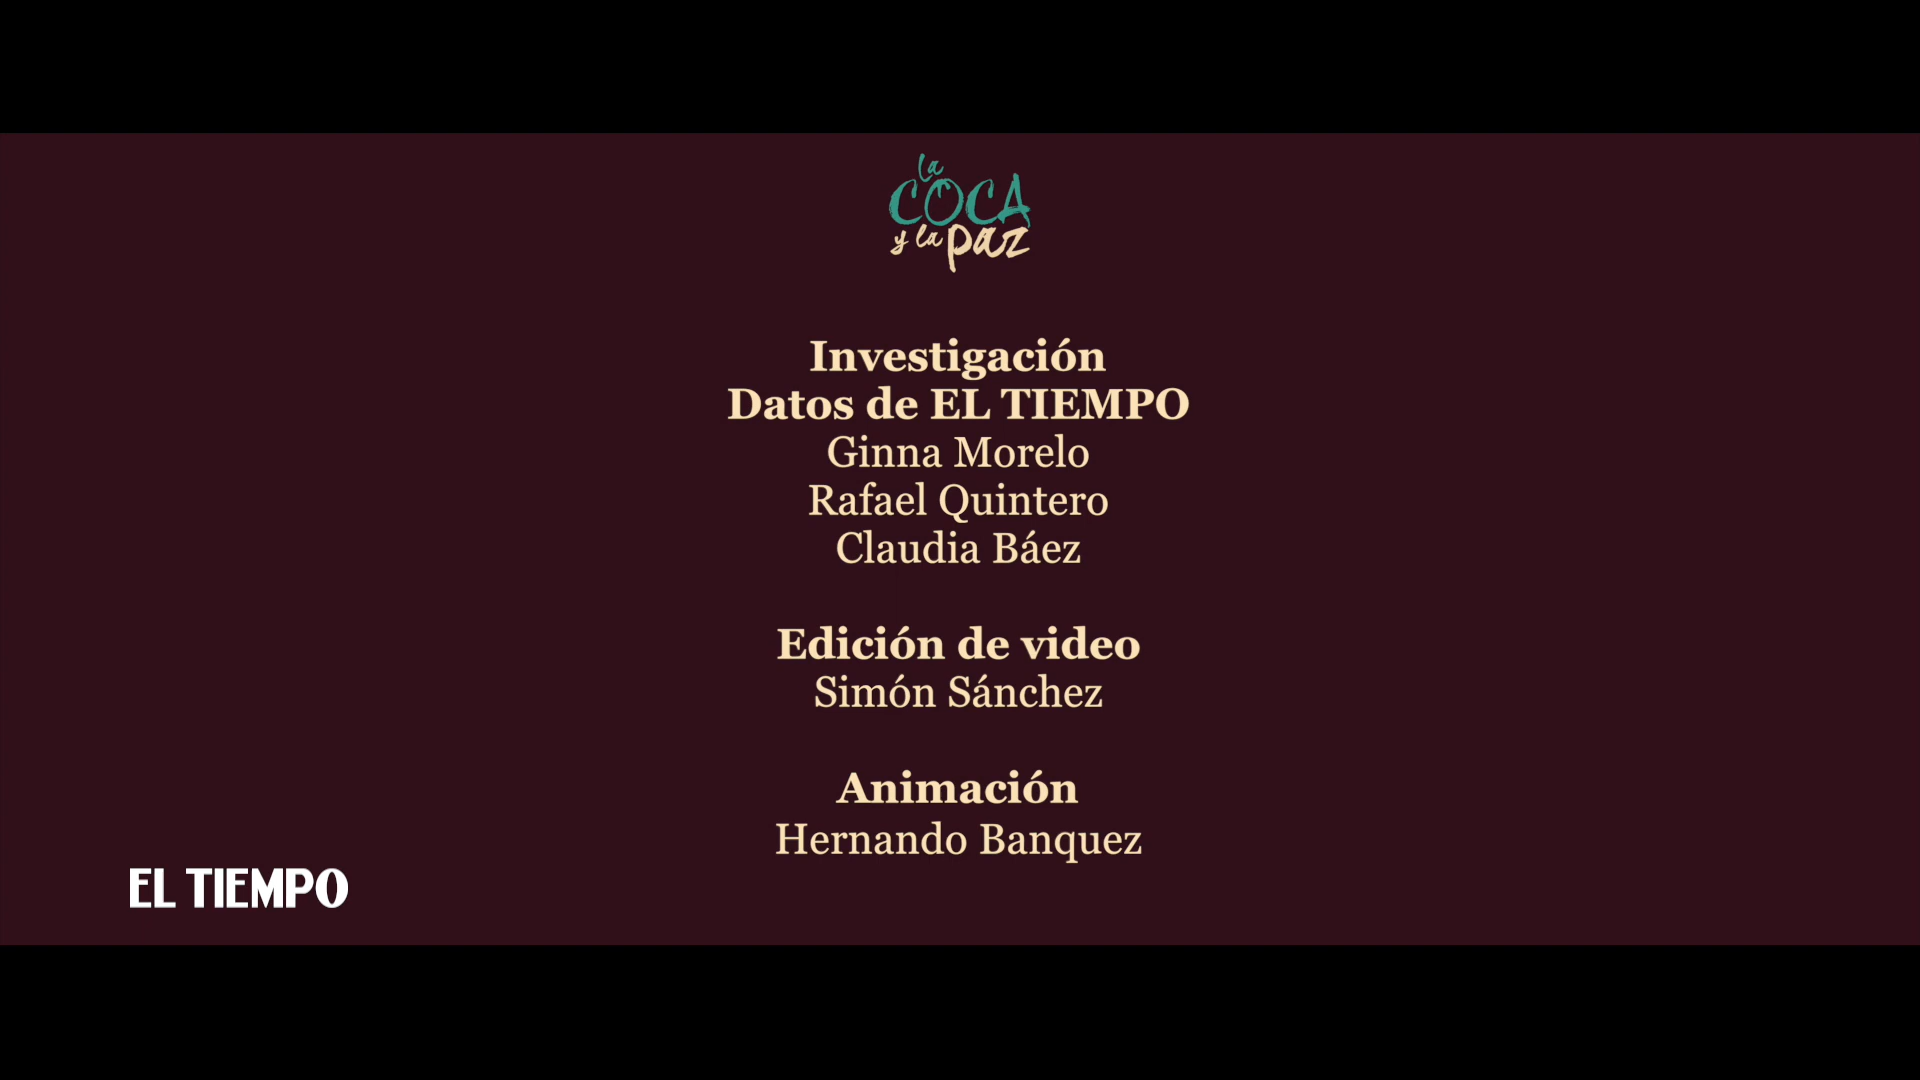 la
COCA
y la paz
Investigación
Datos de EL TIEMPO
Ginna Morelo
Rafael Quintero
Claudia Báez
Edición de video
Simón Sánchez
Animación
Hernando Banquez
EL TIEMPO